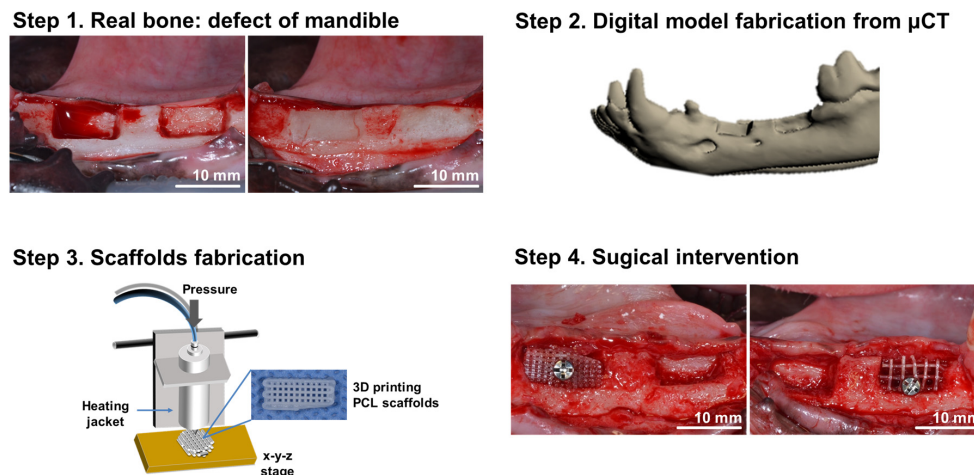 Step 1. Real bone: defect of mandible
10 mm
10 mm
Step 2. Digital model fabrication from µCT
Step 3. Scaffolds fabrication
Pressure
Heating
jacket
3D printing
PCL scaffolds
x-y-z
stage
Step 4. Sugical intervention
10 mm
10 mm